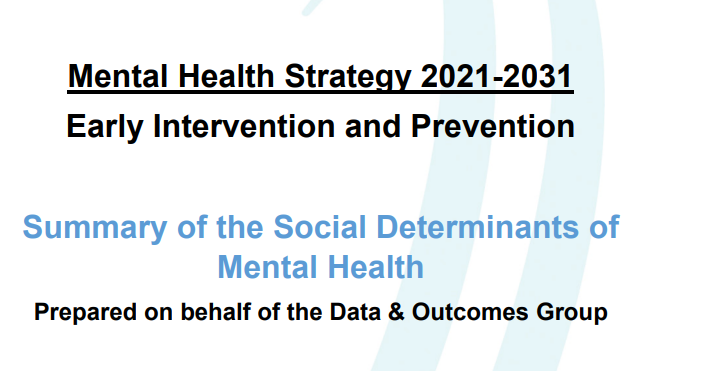 Mental Health Strategy 2021-2031
Early Intervention and Prevention
Summary of the Social Determinants of
Mental Health
Prepared on behalf of the Data & Outcomes Group